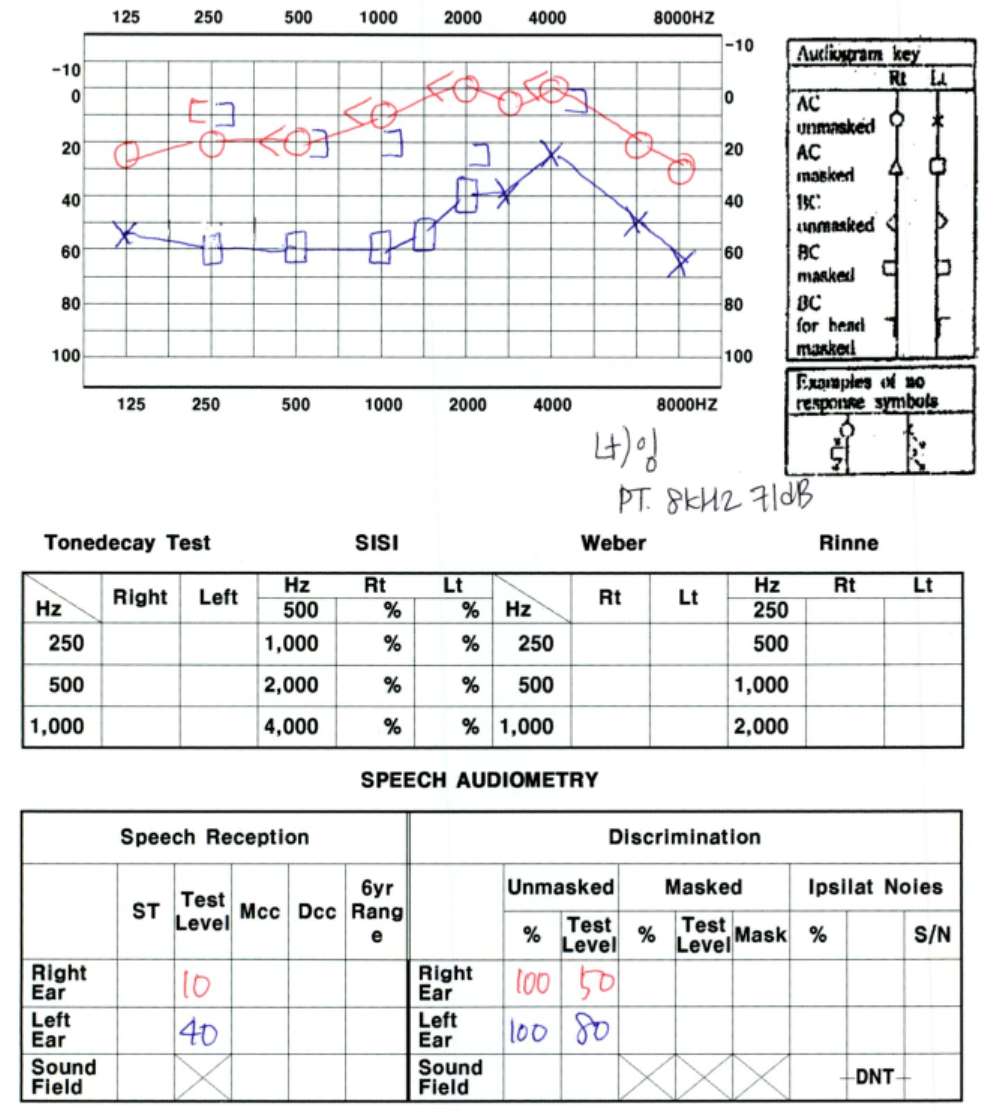 125 250 500 1000 2000 4000 8000HZ
-10 -10
0 0
20 20
40 40
60 60
80 80
100 100
125 250 500 1000 2000 4000 8000HZ
Audiogram key
Rt Lt
AC
unmasked
AC
masked
BC
unmasked
BC
masked
BC
for head
masked
Examples of no
response symbols
Lt) 이
PT. 8kHz 71dB
Tonedecay Test SISI Weber Rinne
Hz Right Left Hz Rt Lt Hz Rt Lt Hz Rt Lt
500 % % 250
250 1,000 % % 250 500
500 2,000 % % 500 1,000
1,000 4,000 % % 1,000 2,000
SPEECH AUDIOMETRY
Speech Reception Discrimination
Unmasked Masked Ipsilat Noies
ST Test Level Mcc Dcc 6yr Rang e % Test Level % Test Level Mask % S/N
Right Ear 10 Right Ear 100 50
Left Ear 40 Left Ear 100 80
Sound Field Sound Field DNT